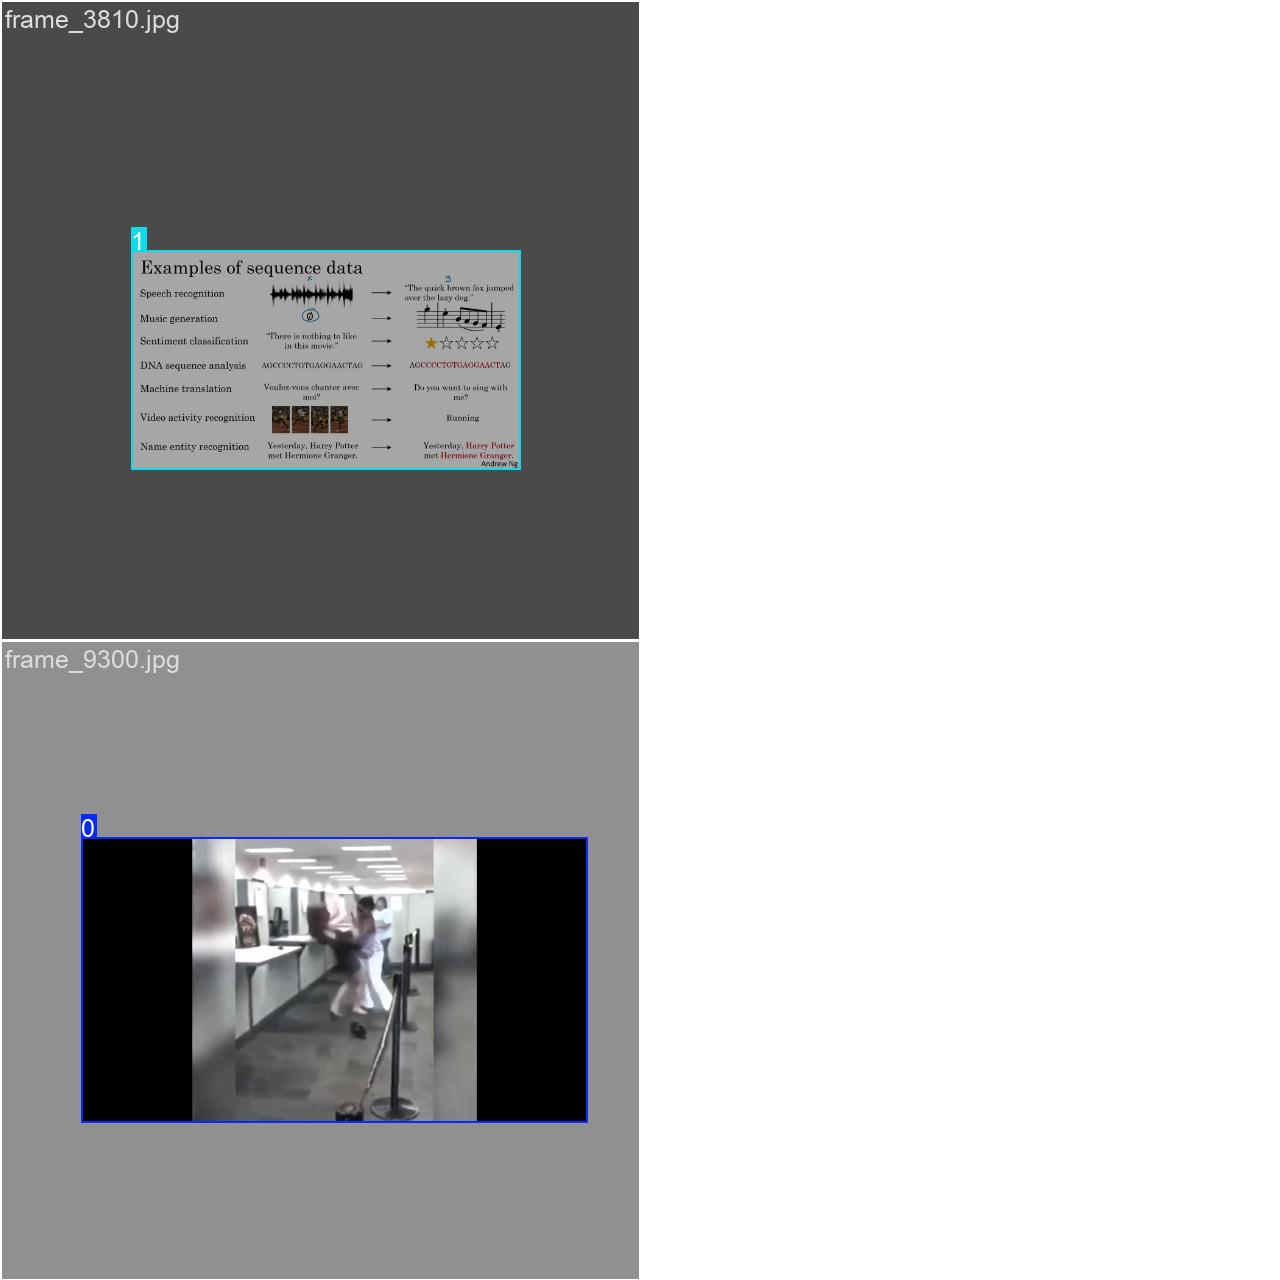 frame_3810.jpg
1
Examples of sequence data
x
y
Speech recognition
"The quick brown fox jumped
over the lazy dog."
Music generation
∅
Sentiment classification
"There is nothing to like
in this movie."
DNA sequence analysis
AGCCCCTGTGAGGAACTAG
AGCCCCTGTGAGGAACTAG
Machine translation
Voulez-vous chanter avec
moi?
Do you want to sing with
me?
Video activity recognition
Running
Name entity recognition
Yesterday, Harry Potter
met Hermione Granger.
Yesterday, Harry Potter
met Hermione Granger.
Andrew Ng
frame_9300.jpg
0